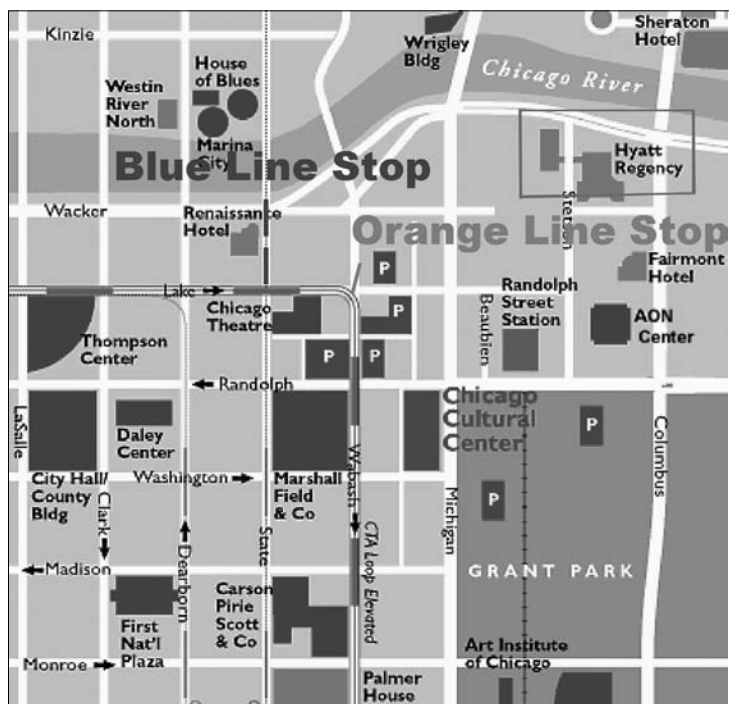 Kinzie
Wrigley
Bldg
Sheraton
Hotel
Chicago River
House
of Blues
Westin
River
North
Marina
City
Hyatt
Regency
Blue Line Stop
Wacker
Renaissance
Hotel
Stetson
Orange Line Stop
P
Fairmont
Hotel
Lake
Chicago
Theatre
P
Beaubien
Randolph
Street
Station
AON
Center
Thompson
Center
P
P
Randolph
LaSalle
Daley
Center
Chicago
Cultural
Center
P
Columbus
City Hall/
County
Bldg
Clark
Washington
Marshall
Field
& Co
Wabash
Michigan
P
Dearborn
State
CTA Loop Elevated
Madison
GRANT PARK
First
Nat'l
Plaza
Carson
Pirie
Scott
& Co
Monroe
Art Institute
of Chicago
Palmer
House